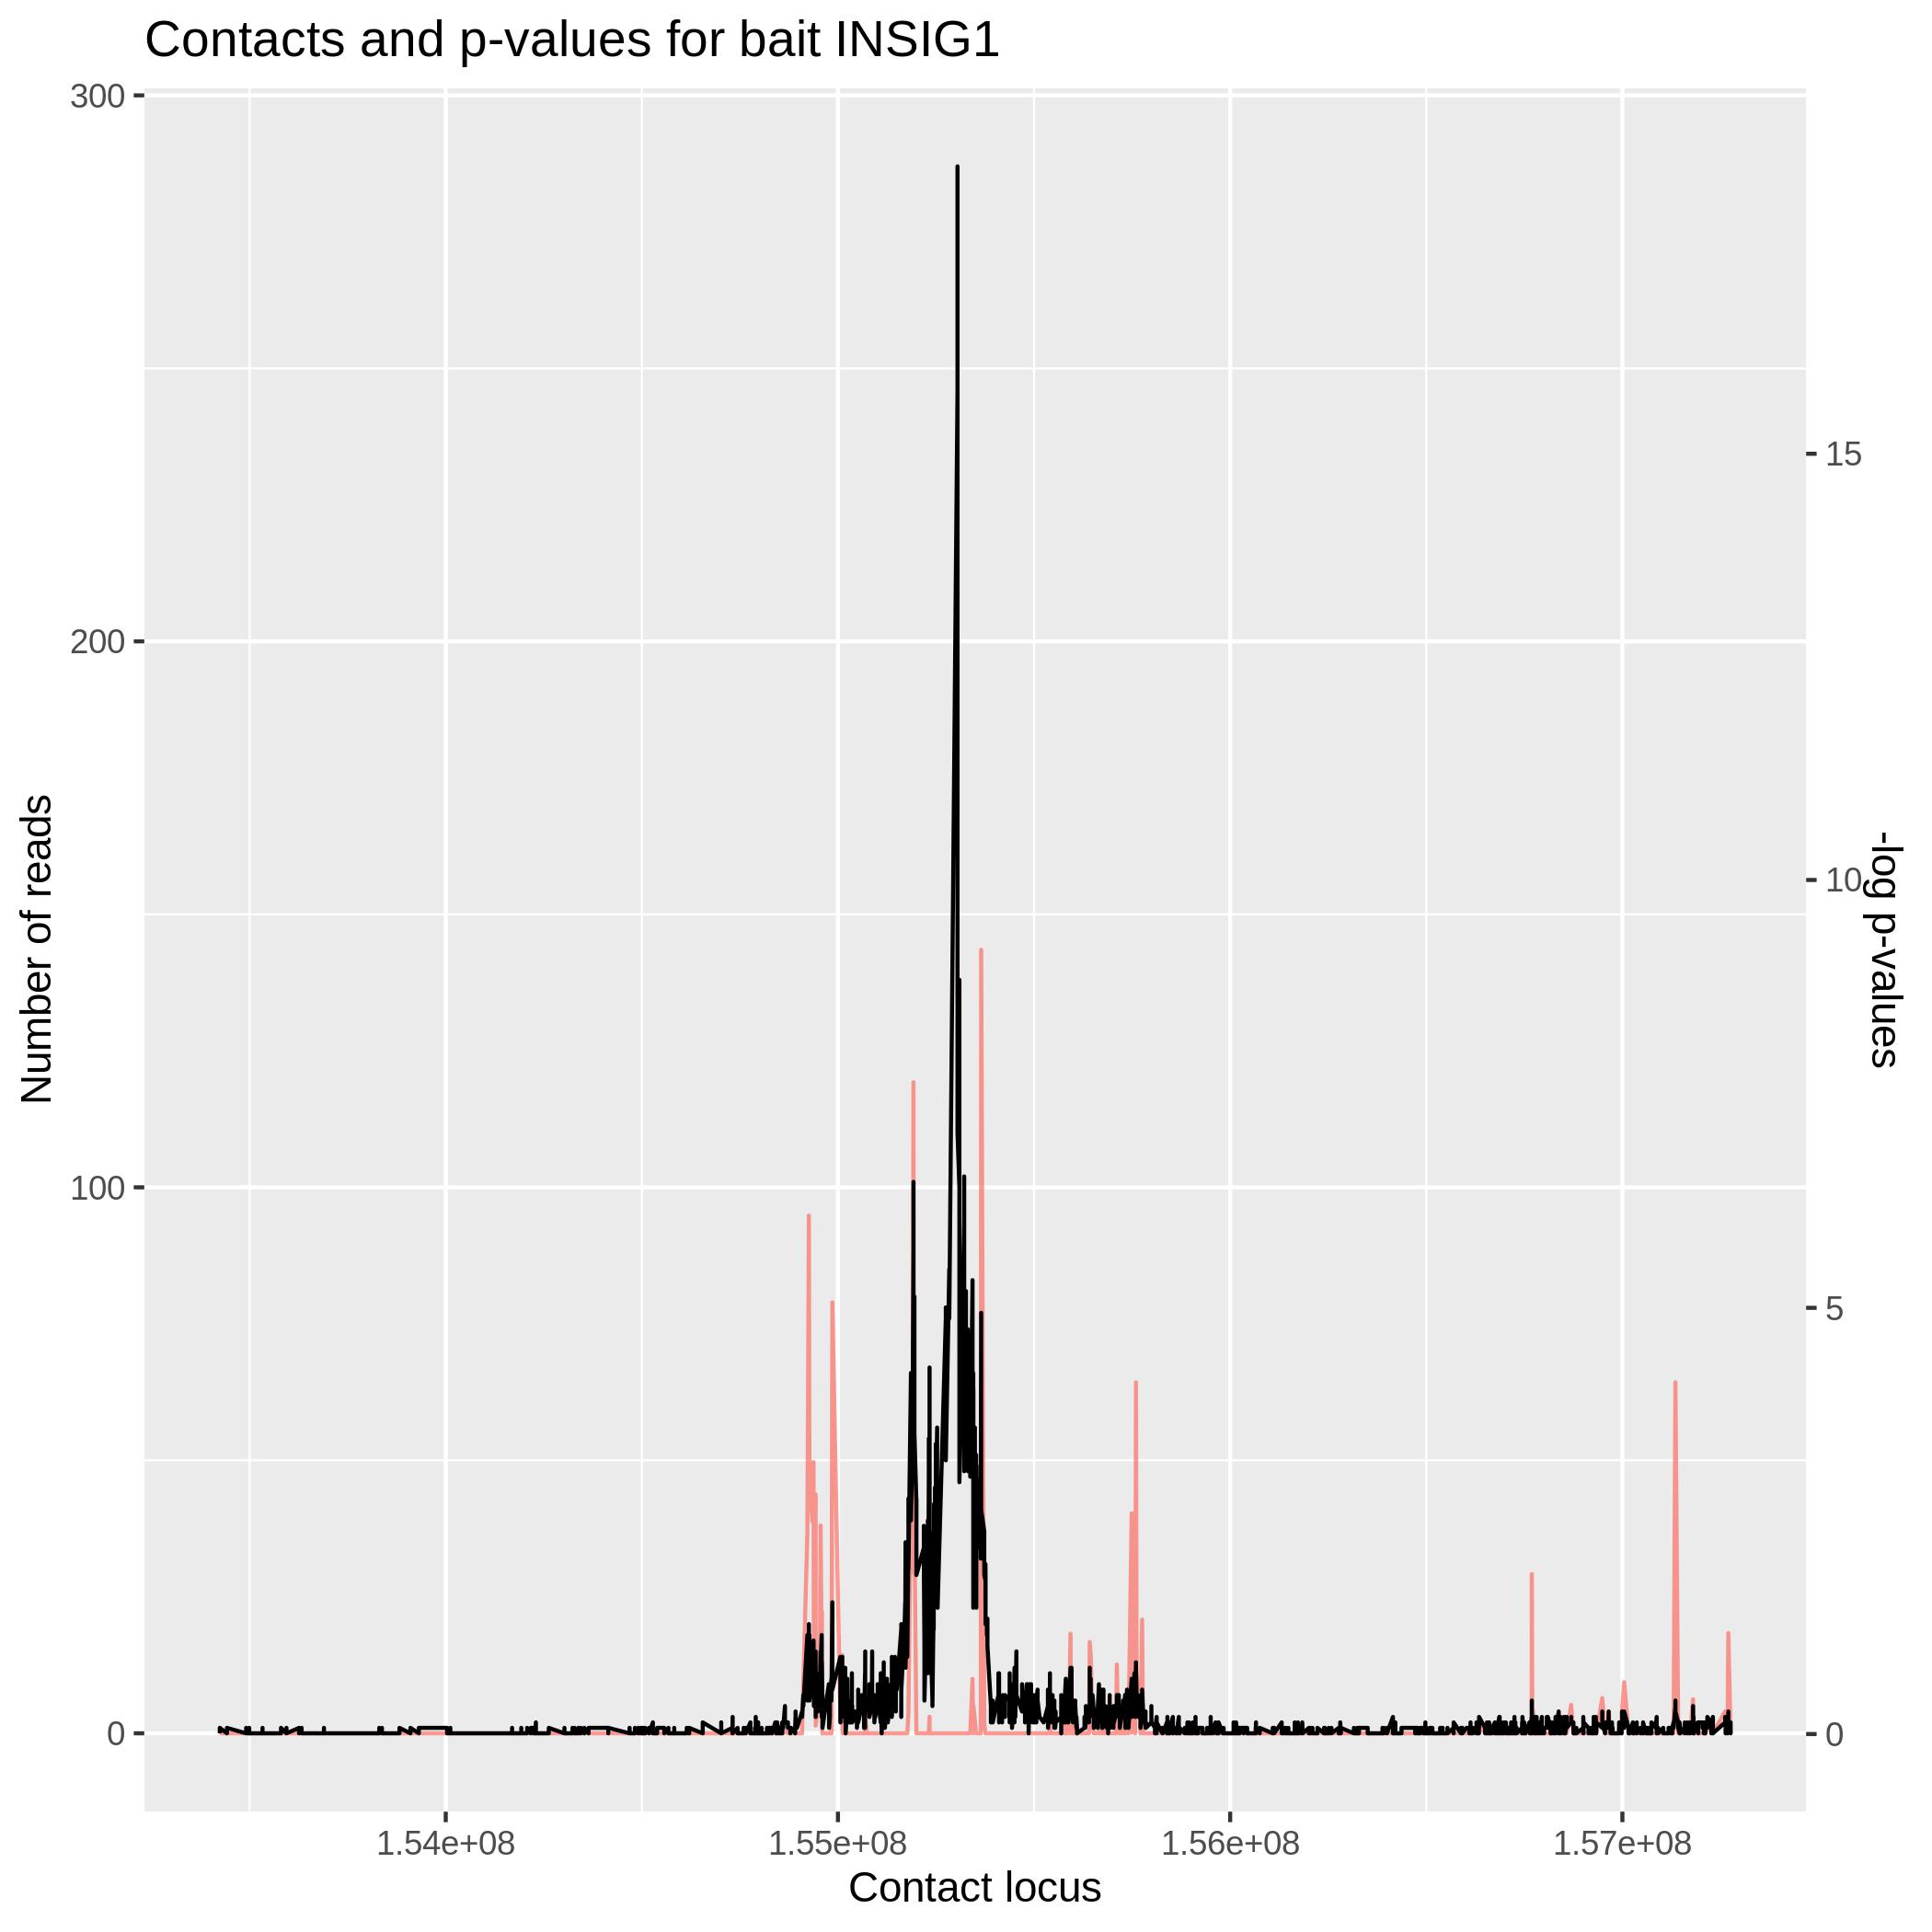 Contacts and p-values for bait INSIG1
300
200
100
0
Number of reads
15
10
5
0
-log p-values
1.54e+08
1.55e+08
1.56e+08
1.57e+08
Contact locus